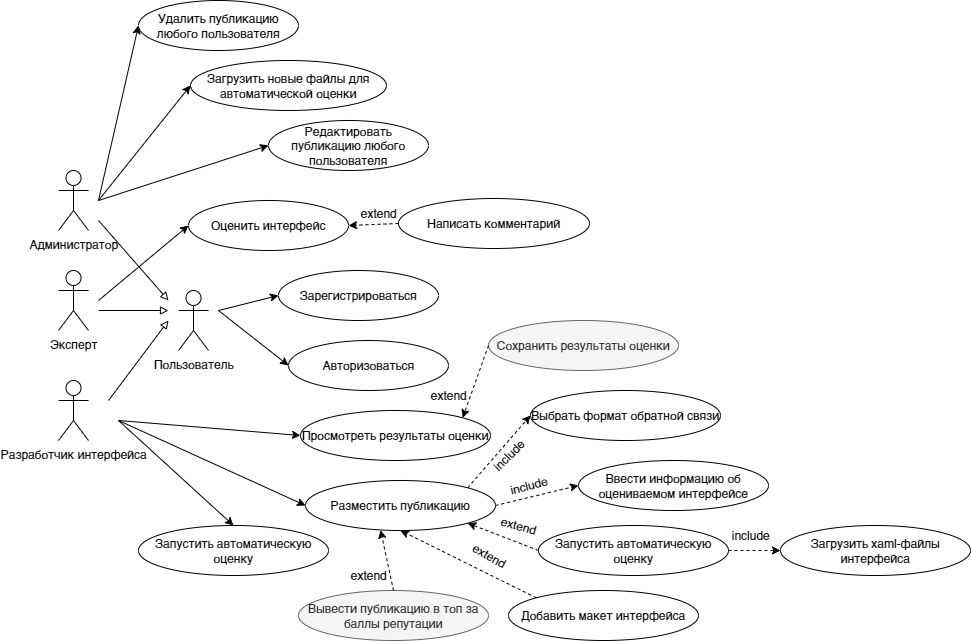 Удалить публикацию
любого пользователя
Загрузить новые файлы для
автоматической оценки
Редактировать
публикацию любого
пользователя
Администратор
Оценить интерфейс
extend
Написать комментарий
Эксперт
Пользователь
Зарегистрироваться
Авторизоваться
Сохранить результаты оценки
extend
Разработчик интерфейса
Просмотреть результаты оценки
Выбрать формат обратной связи
include
Ввести информацию об
оцениваемом интерфейсе
include
Разместить публикацию
Запустить автоматическую
оценку
extend
Запустить автоматическую
оценку
include
Загрузить xaml-файлы
интерфейса
extend
extend
Вывести публикацию в топ за
баллы репутации
Добавить макет интерфейса